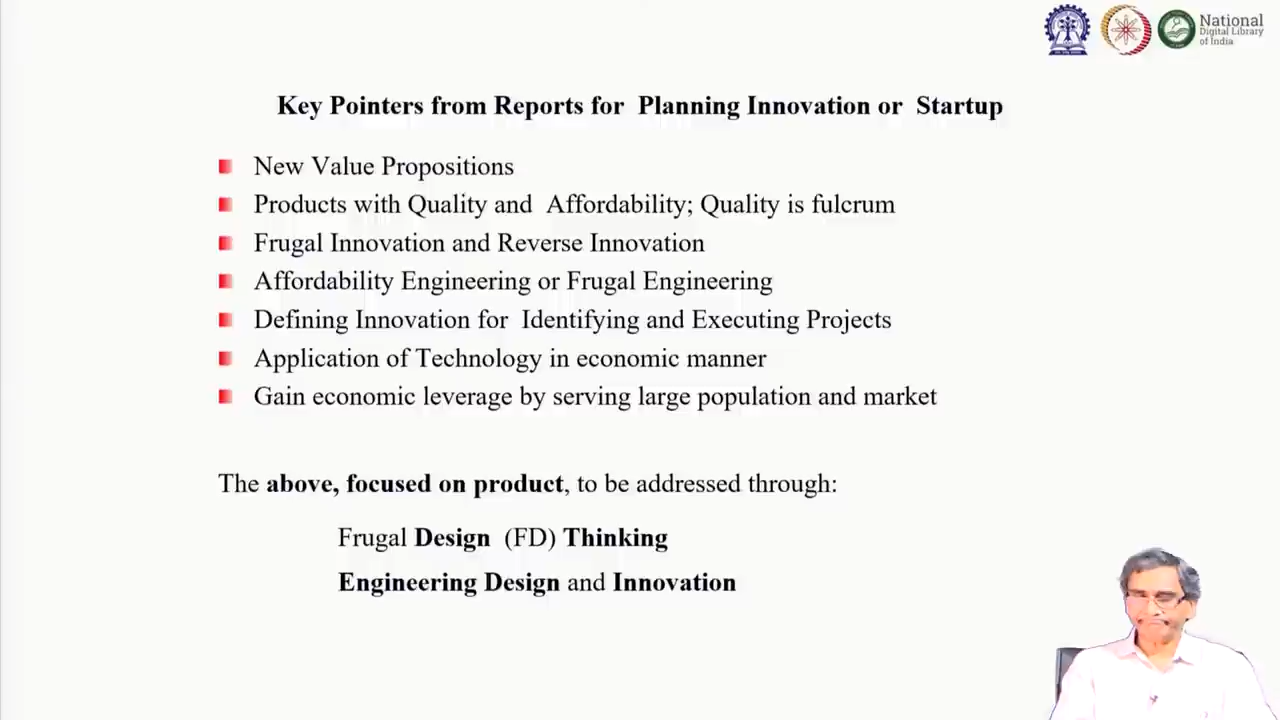 National
Digital Library
of India
Key Pointers from Reports for Planning Innovation or Startup
New Value Propositions
Products with Quality and Affordability; Quality is fulcrum
Frugal Innovation and Reverse Innovation
Affordability Engineering or Frugal Engineering
Defining Innovation for Identifying and Executing Projects
Application of Technology in economic manner
Gain economic leverage by serving large population and market
The above, focused on product, to be addressed through:
Frugal Design (FD) Thinking
Engineering Design and Innovation